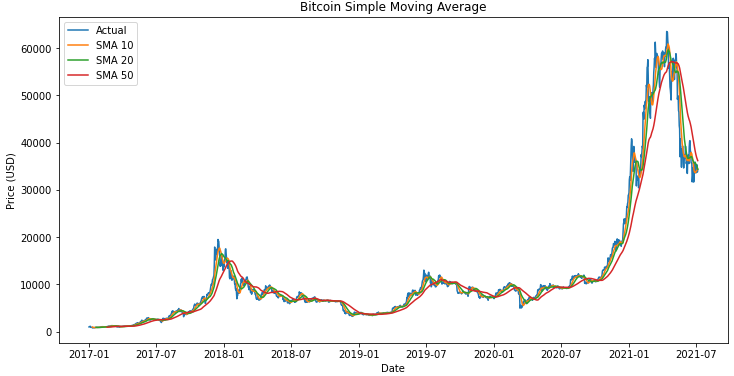 Bitcoin Simple Moving Average
Actual
SMA 10
SMA 20
SMA 50
Price (USD)
60000
50000
40000
30000
20000
10000
0
2017-01 2017-07 2018-01 2018-07 2019-01 2019-07 2020-01 2020-07 2021-01 2021-07
Date